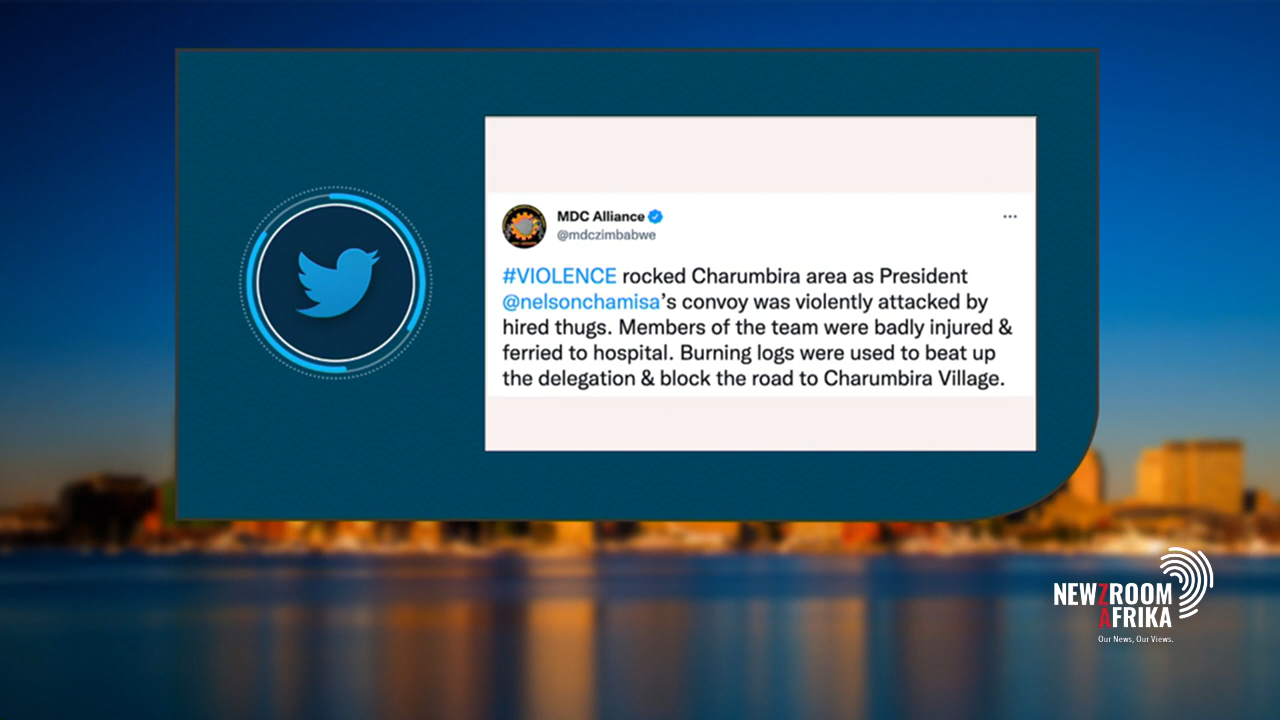 MDC Alliance
@mdczimbabwe
#VIOLENCE rocked Charumbira area as President
@nelsonchamisa's convoy was violently attacked by
hired thugs. Members of the team were badly injured &
ferried to hospital. Burning logs were used to beat up
the delegation & block the road to Charumbira Village.
NEWZROOM
AFRIKA
Our News, Our Views.